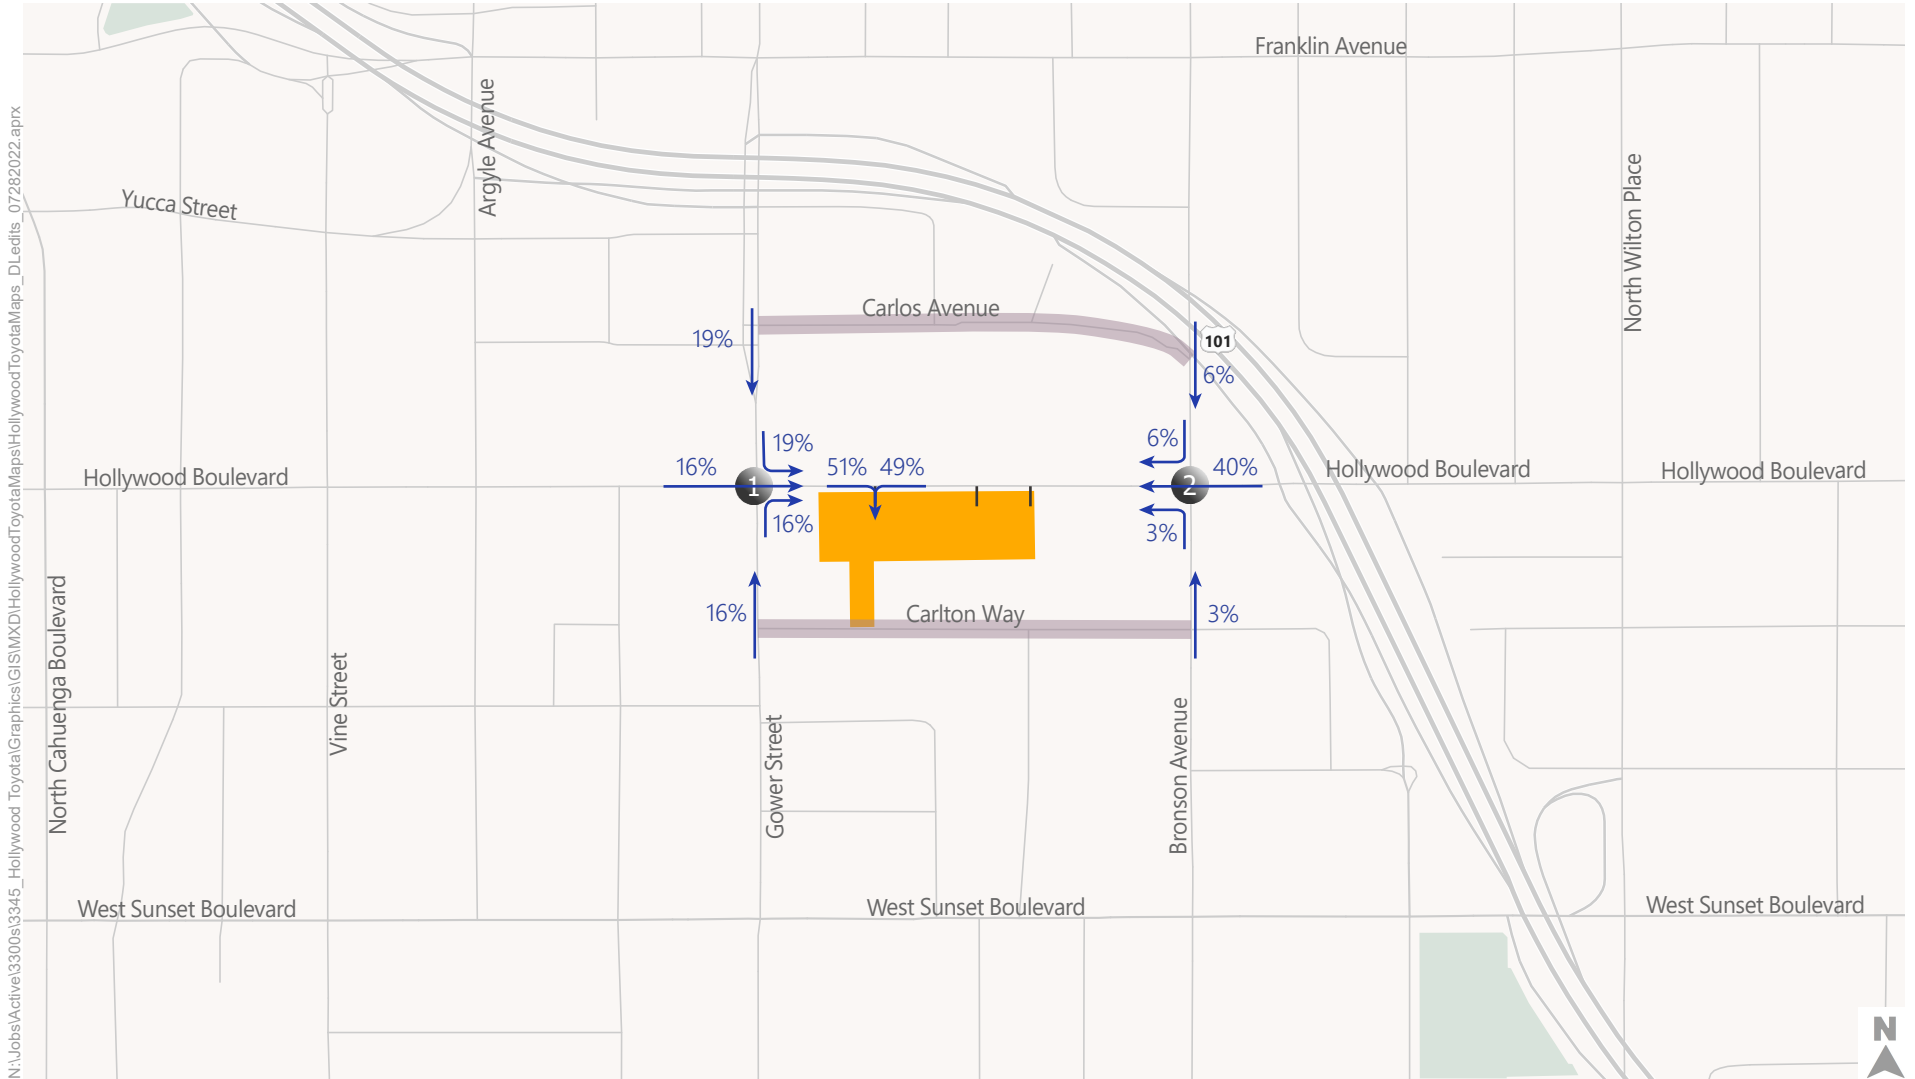 Franklin Avenue
Argyle Avenue
Yucca Street
North Wilton Place
Carlos Avenue
19%
101
6%
19%
6%
16%
51%
49%
40%
Hollywood Boulevard
Hollywood Boulevard
Hollywood Boulevard
1
2
16%
3%
16%
Carlton Way
3%
North Cahuenga Boulevard
Vine Street
Gower Street
Bronson Avenue
West Sunset Boulevard
West Sunset Boulevard
West Sunset Boulevard
N
N:\Jobs\Active\3300s\3345_Hollywood Toyota\Graphics\GIS\MXD\HollywoodToyotaMaps\HollywoodToyotaMaps_DLedits_07282022.aprx